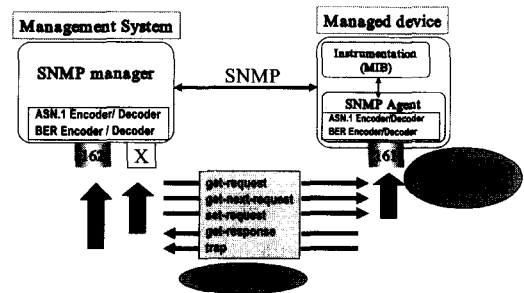 Management System
Managed device
SNMP manager
ASN.1 Encoder/ Decoder
BER Encoder / Decoder
162
X
SNMP
Instrumentation
(MIB)
SNMP Agent
ASN.1 Encoder/Decoder
BER Encoder/Decoder
161
get-request
get-next-request
set-request
get-response
trap